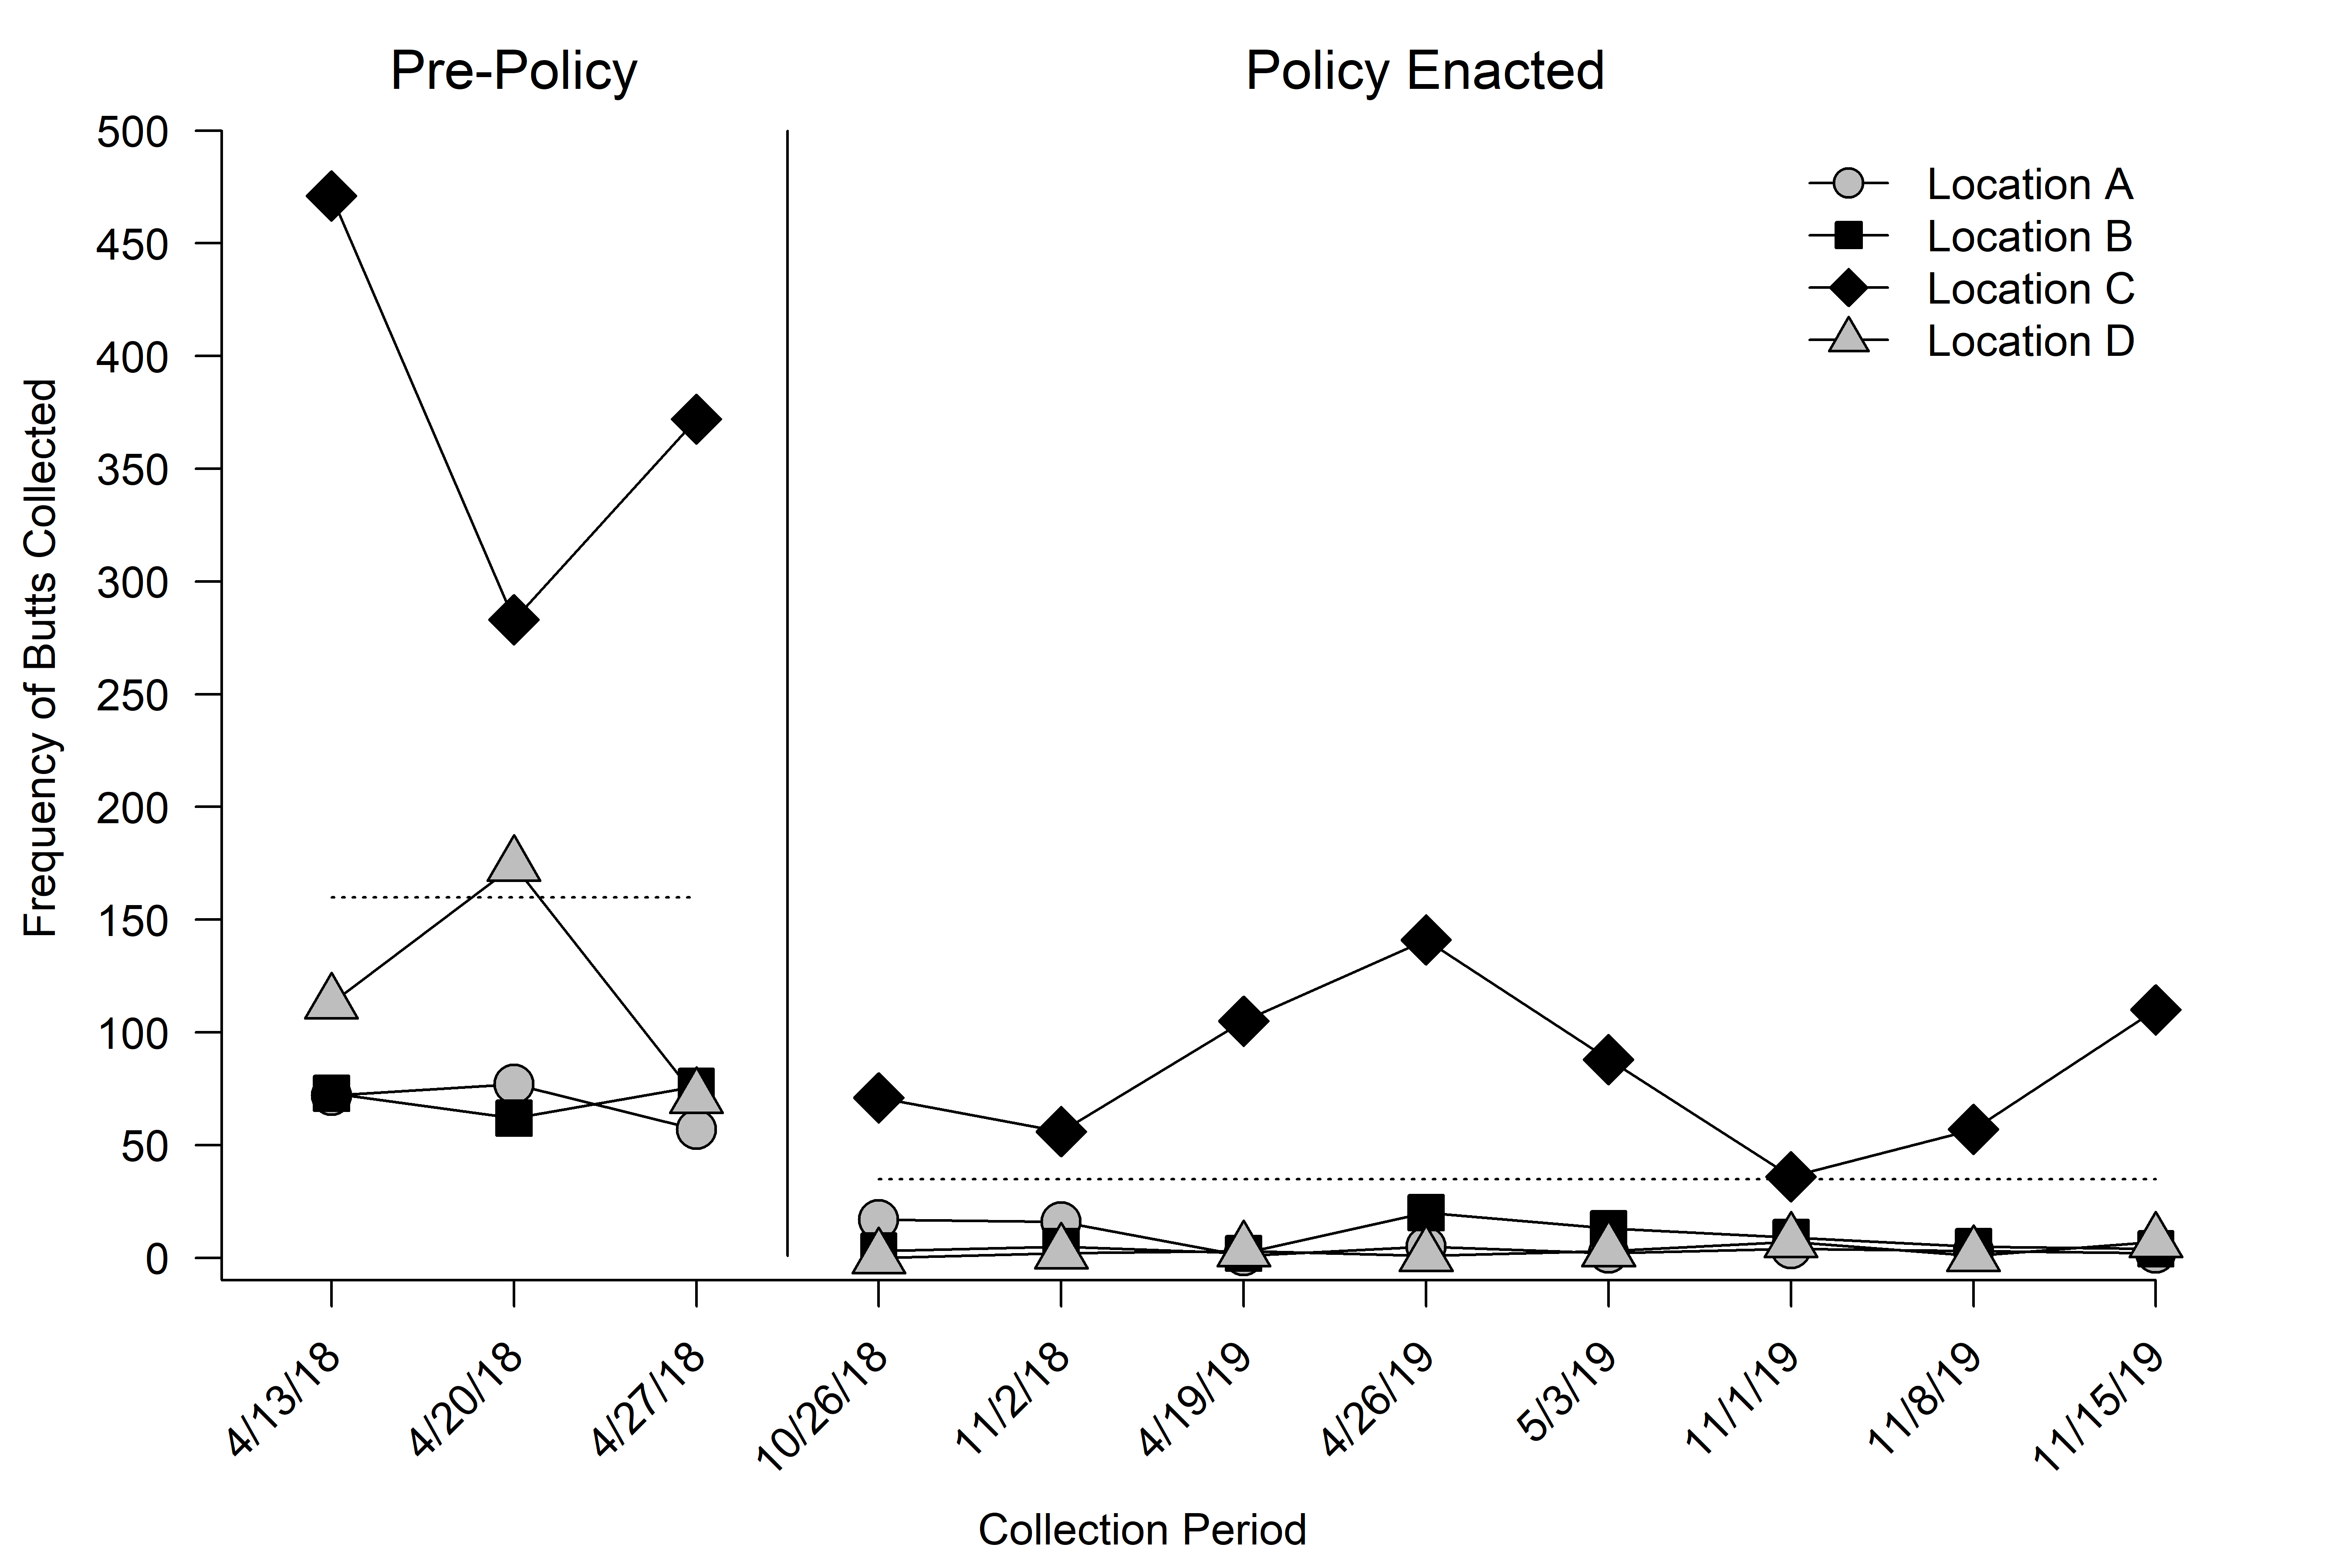 Pre-Policy
Policy Enacted
500
450
400
350
300
250
200
150
100
50
0
Frequency of Butts Collected
Location A
Location B
Location C
Location D
4/13/18
4/20/18
4/27/18
10/26/18
11/2/18
4/19/19
4/26/19
5/3/19
11/1/19
11/8/19
11/15/19
Collection Period